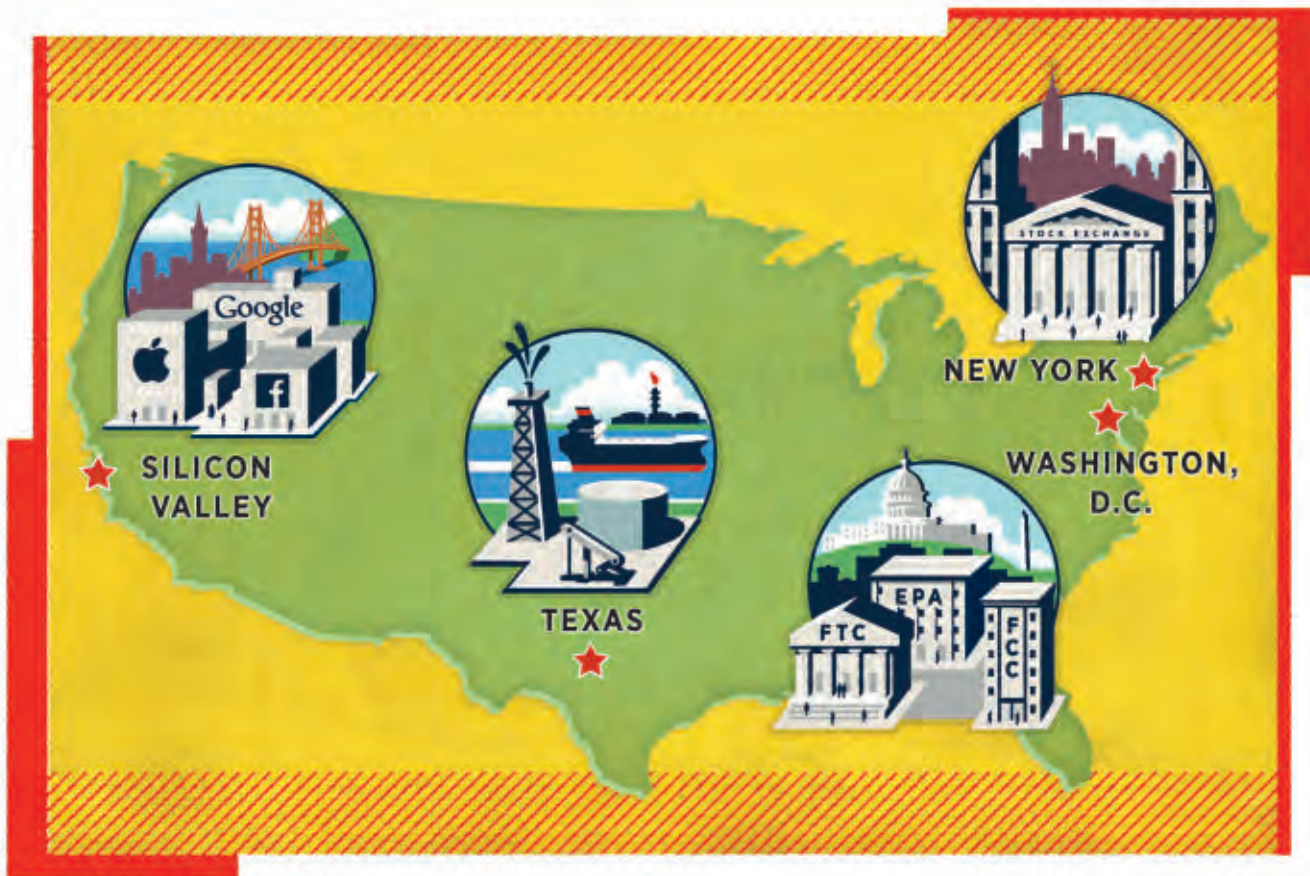 Google
f
SILICON
VALLEY
TEXAS
STOCK EXCHANGE
NEW YORK
WASHINGTON,
D.C.
FTC
EPA
FCC